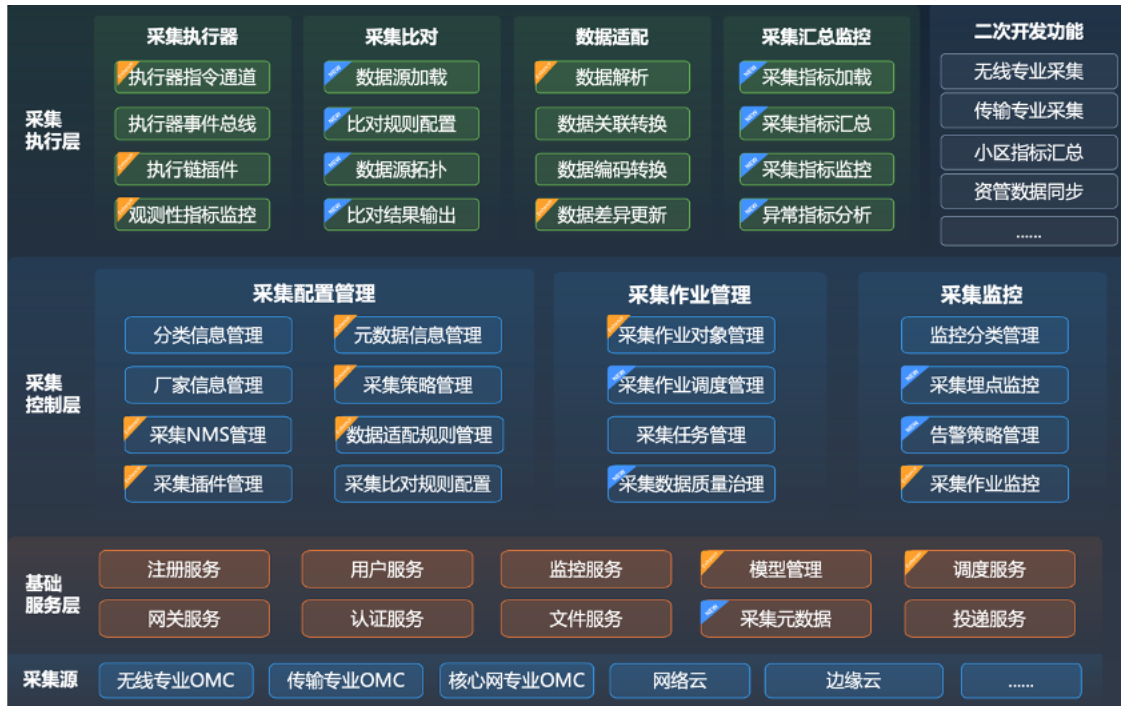 采集执行器
采集比对
数据适配
采集汇总监控
二次开发功能
采集
执行层
执行器指令通道
NEW
数据源加载
数据解析
NEW
采集指标加载
无线专业采集
执行器事件总线
NEW
比对规则配置
数据关联转换
NEW
采集指标汇总
传输专业采集
执行链插件
NEW
数据源拓扑
数据编码转换
NEW
采集指标监控
小区指标汇总
观测性指标监控
NEW
比对结果输出
数据差异更新
NEW
异常指标分析
资管数据同步
......
采集
控制层
采集配置管理
采集作业管理
采集监控
分类信息管理
元数据信息管理
采集作业对象管理
监控分类管理
厂家信息管理
采集策略管理
NEW
采集作业调度管理
NEW
采集埋点监控
采集NMS管理
数据适配规则管理
采集任务管理
NEW
告警策略管理
采集插件管理
采集比对规则配置
NEW
采集数据质量治理
采集作业监控
基础
服务层
注册服务
用户服务
监控服务
模型管理
调度服务
网关服务
认证服务
文件服务
NEW
采集元数据
投递服务
采集源
无线专业OMC
传输专业OMC
核心网专业OMC
网络云
边缘云
......